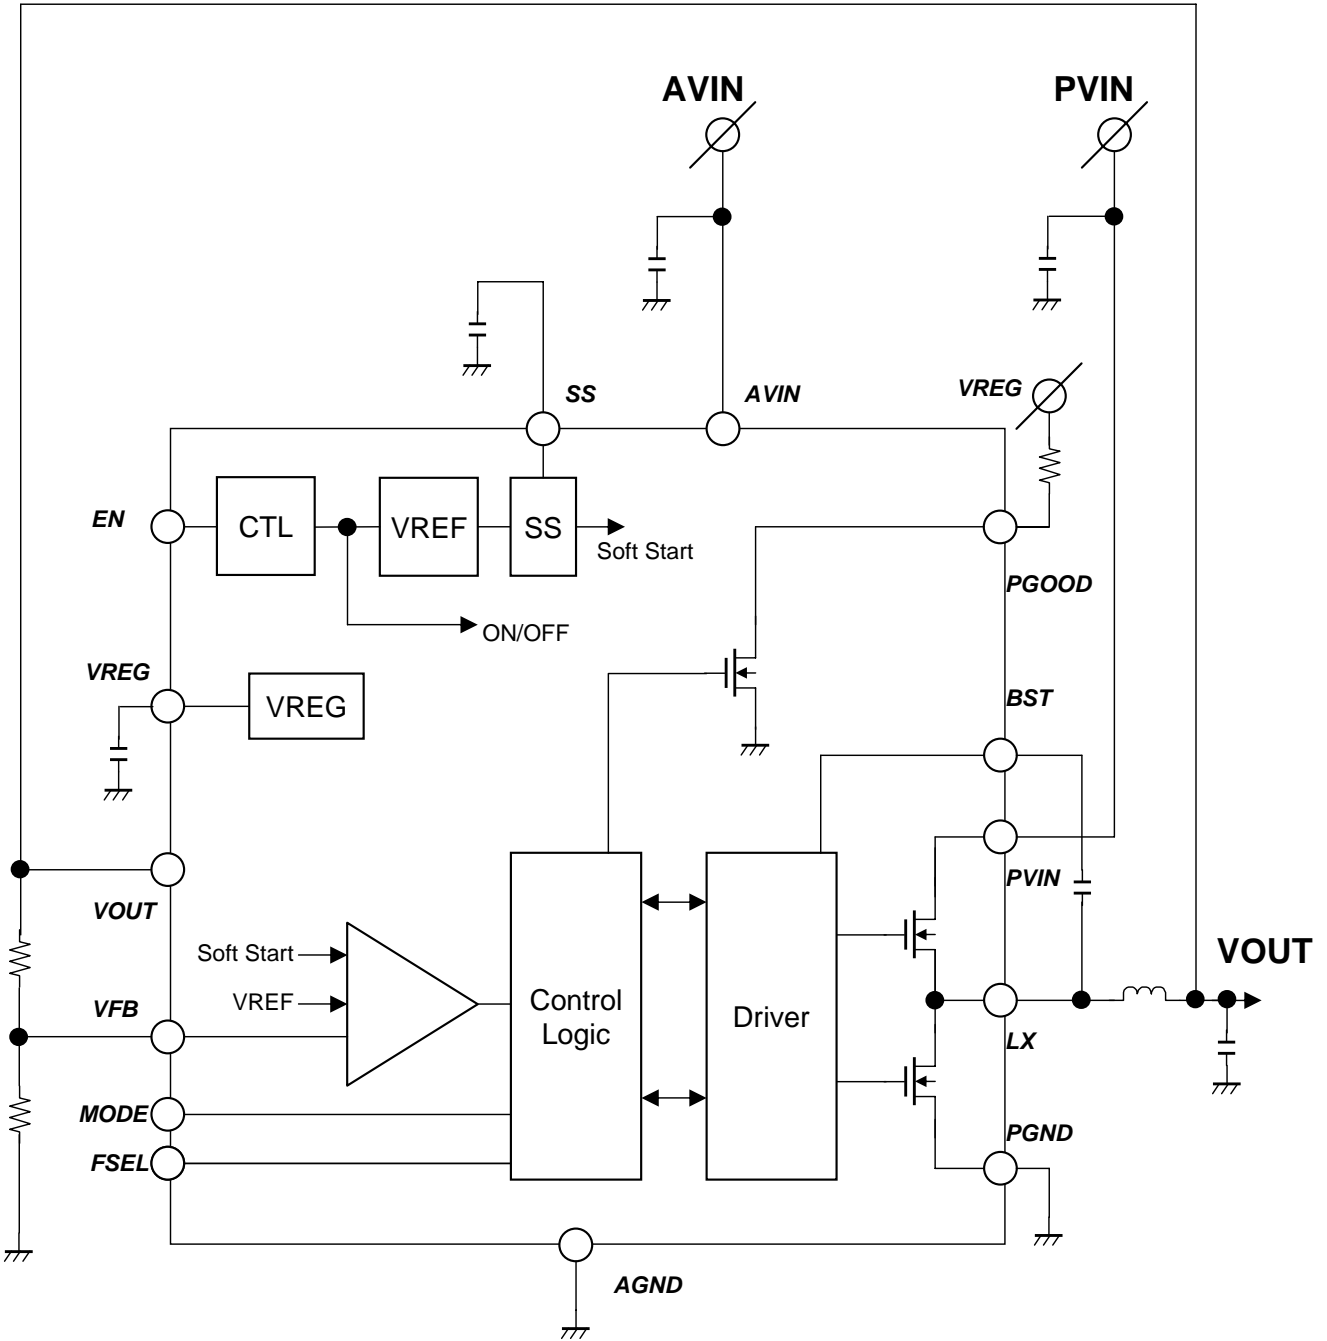 AVIN
PVIN
VREG
SS
AVIN
EN
CTL
VREF
SS
Soft Start
PGOOD
ON/OFF
VREG
VREG
BST
PVIN
VOUT
Soft Start
VOUT
VREF
VFB
Control
Logic
Driver
LX
MODE
PGND
FSEL
AGND